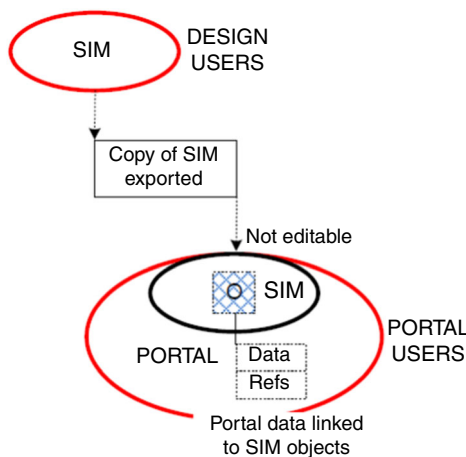 SIM
DESIGN
USERS
Copy of SIM
exported
Not editable
SIM
PORTAL
Data
Refs
PORTAL
USERS
Portal data linked
to SIM objects